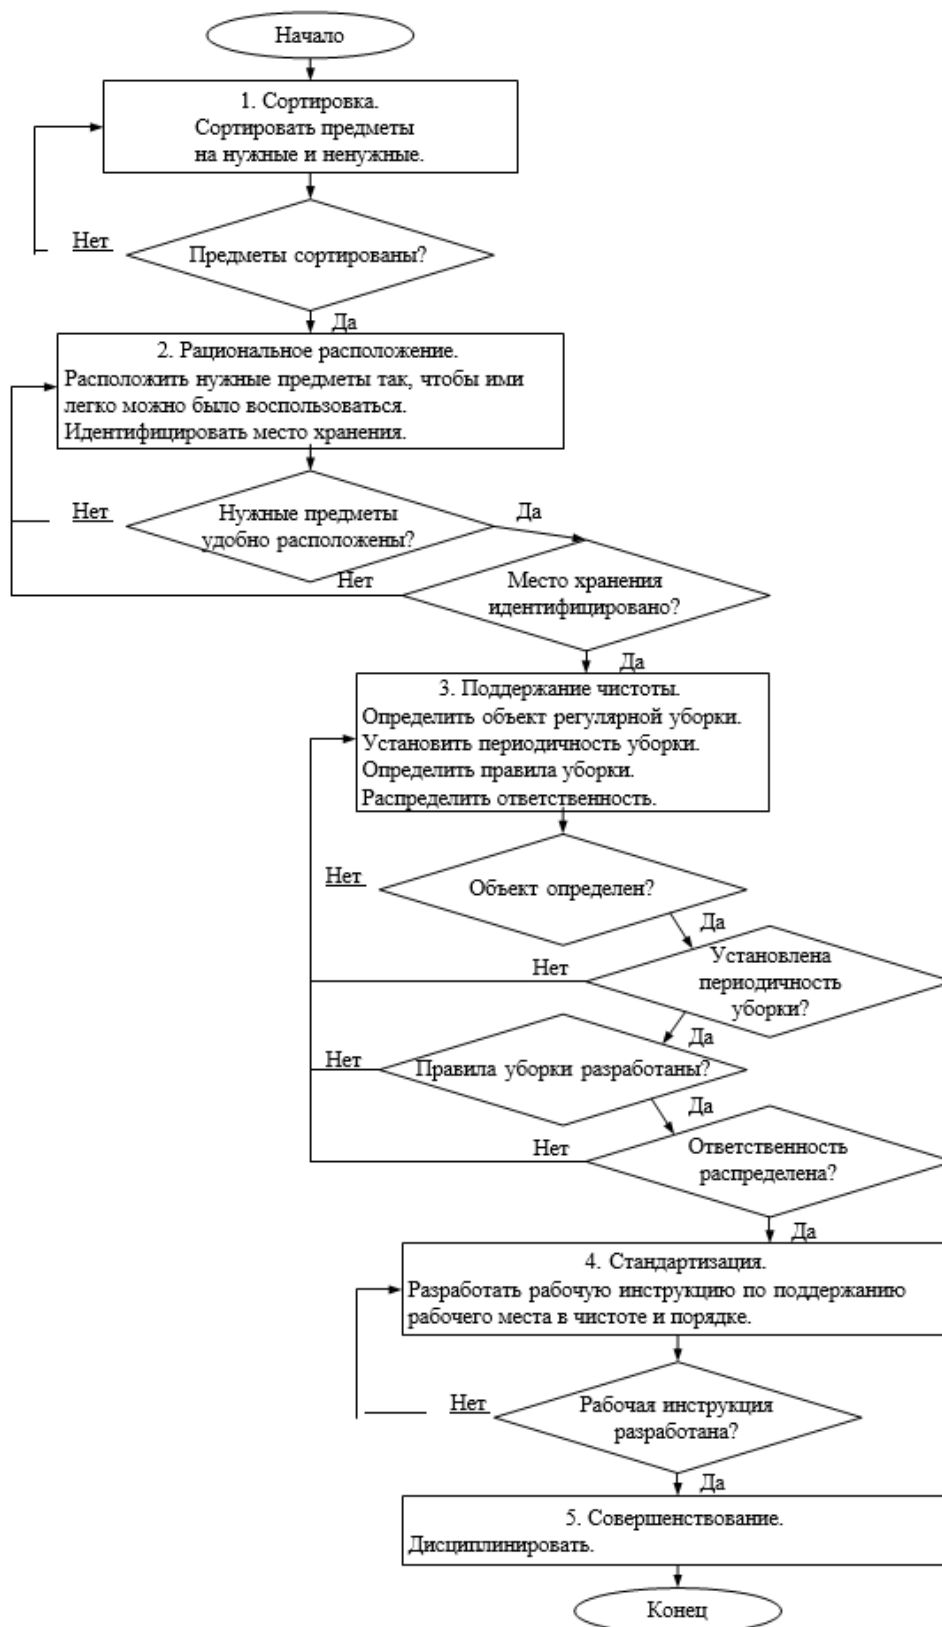 Начало
1. Сортировка.
Сортировать предметы
на нужные и ненужные.
Нет
Предметы сортированы?
Да
2. Рациональное расположение.
Расположить нужные предметы так, чтобы ими
легко можно было воспользоваться.
Идентифицировать место хранения.
Нет
Нужные предметы
удобно расположены?
Да
Нет
Место хранения
идентифицировано?
Да
3. Поддержание чистоты.
Определить объект регулярной уборки.
Установить периодичность уборки.
Определить правила уборки.
Распределить ответственность.
Нет
Объект определен?
Да
Нет
Установлена
периодичность
уборки?
Да
Нет
Правила уборки разработаны?
Да
Нет
Ответственность
распределена?
Да
4. Стандартизация.
Разработать рабочую инструкцию по поддержанию
рабочего места в чистоте и порядке.
Нет
Рабочая инструкция
разработана?
Да
5. Совершенствование.
Дисциплинировать.
Конец